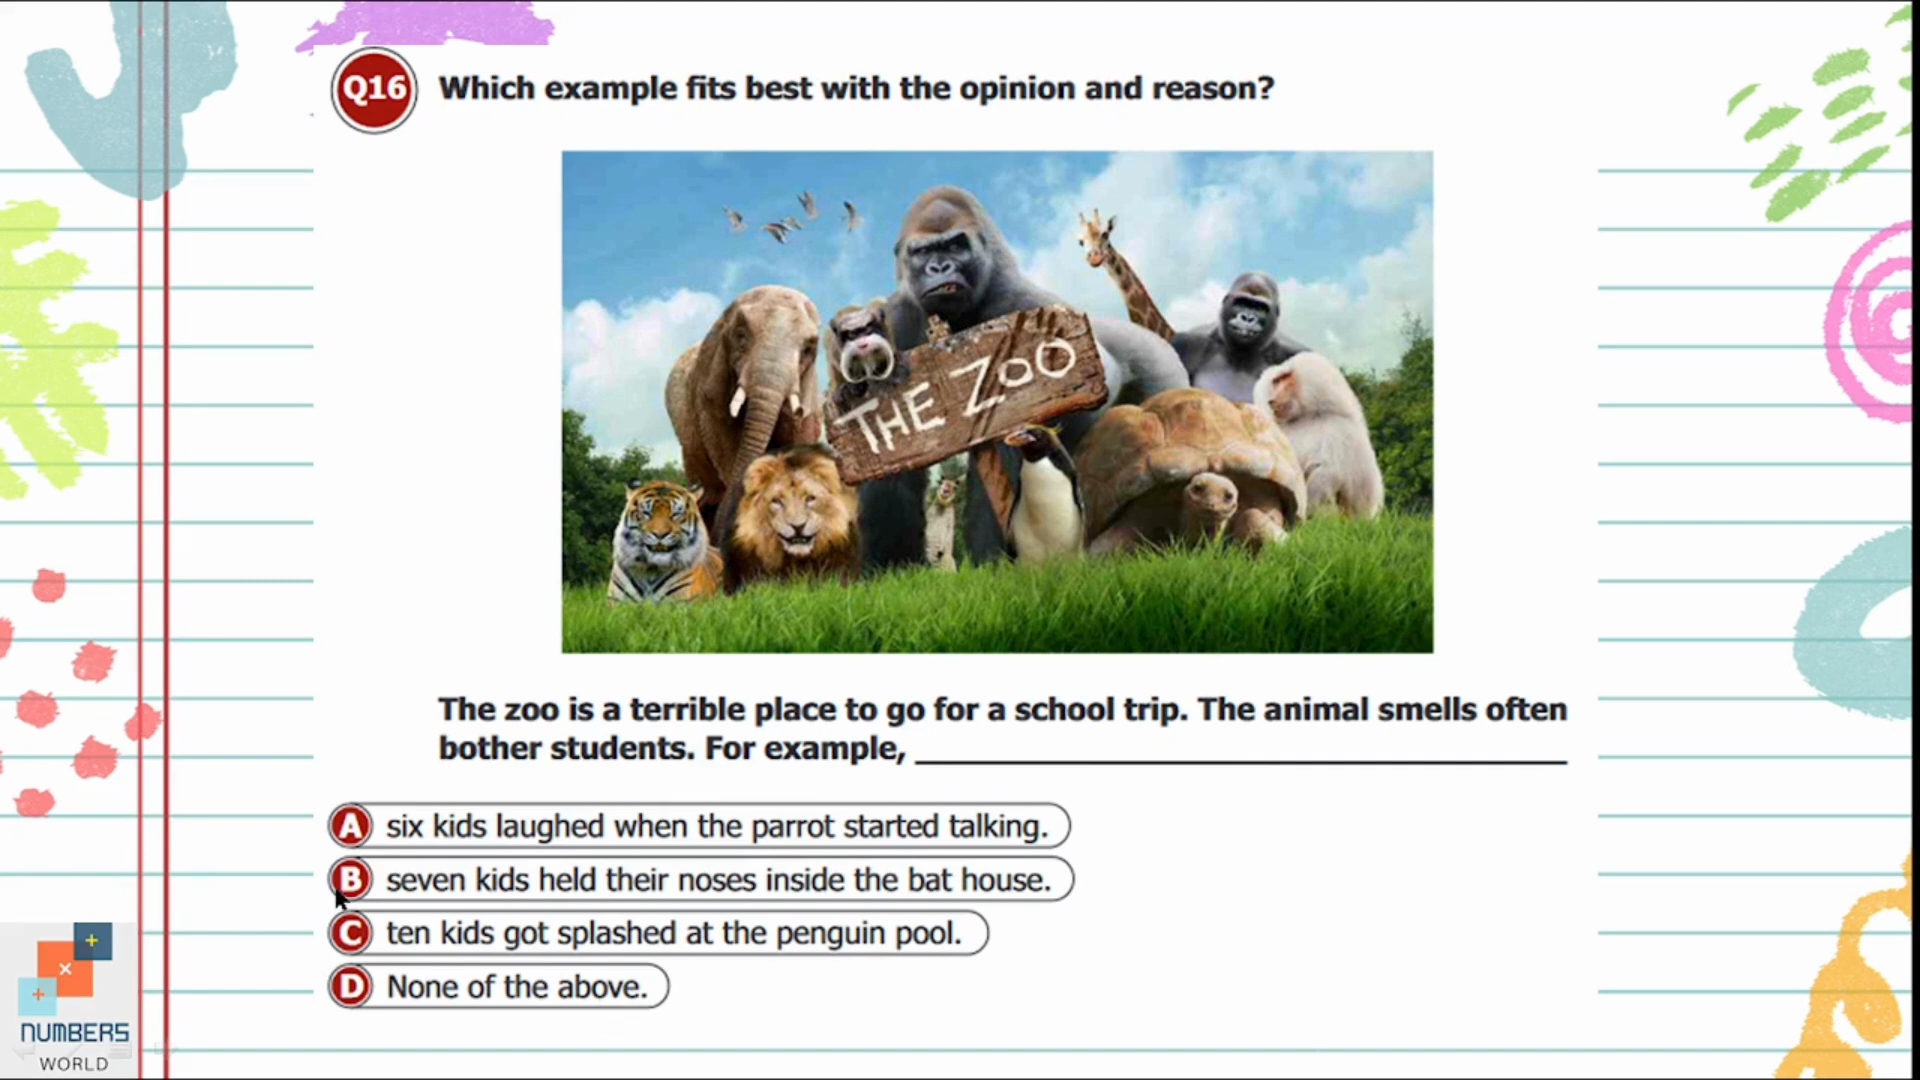 Q16 Which example fits best with the opinion and reason?
THE ZOO
The zoo is a terrible place to go for a school trip. The animal smells often
bother students. For example,
A six kids laughed when the parrot started talking.
B seven kids held their noses inside the bat house.
C ten kids got splashed at the penguin pool.
D None of the above.
NUMBERS
WORLD